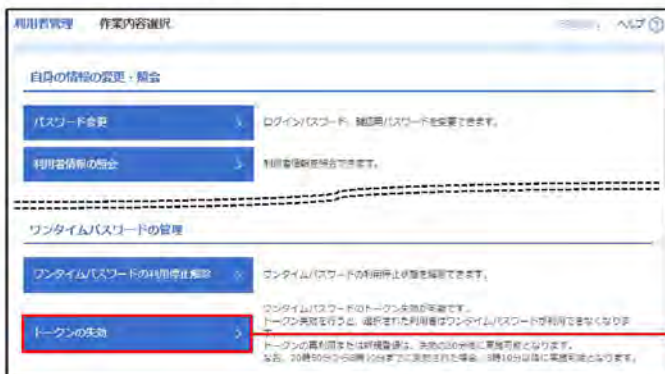 利用者管理 作業内容選択
ヘルプ
自身の情報の変更・照会
パスワード変更
ログインパスワード、確認用パスワードを変更できます。
利用者情報の照会
利用者情報を照会できます。
ワンタイムパスワードの管理
ワンタイムパスワードの利用停止解除
ワンタイムパスワードの利用停止状態を解除できます。
トークンの失効
ワンタイムパスワードのトークン失効が可能です。
トークン失効を行うと、選択された利用者はワンタイムパスワードが利用できなくなりま
す。
トークンの再利用または新規登録は、失効の30分後に実施可能となります。
なお、20時50分から8時10分までに失効された場合、8時10分以降に実施可能となります。